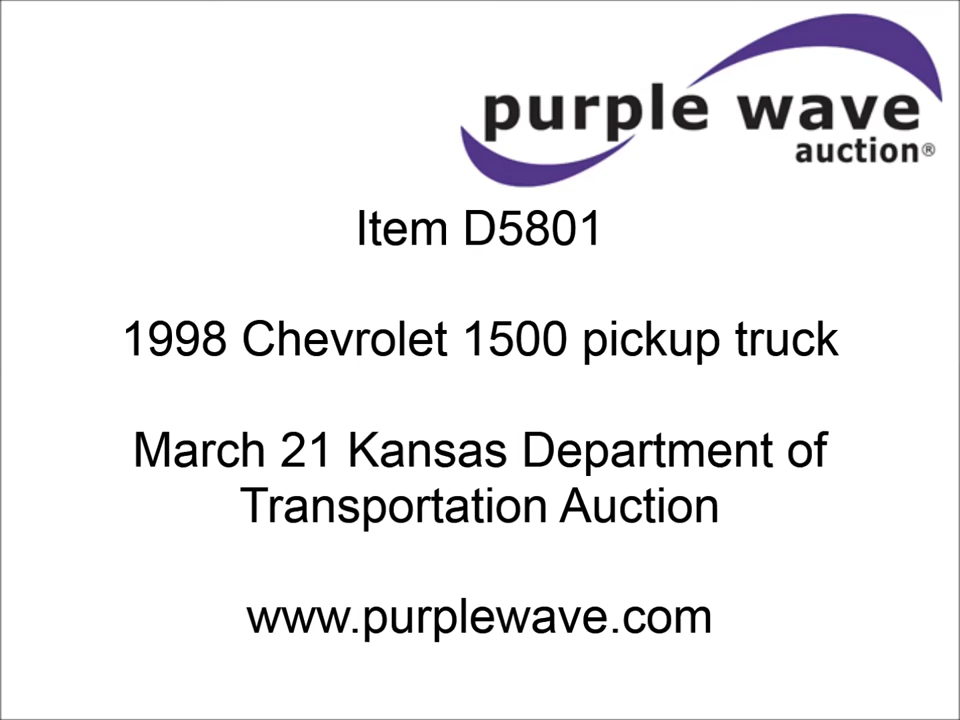 purple wave
auction®
Item D5801
1998 Chevrolet 1500 pickup truck
March 21 Kansas Department of
Transportation Auction
www.purplewave.com